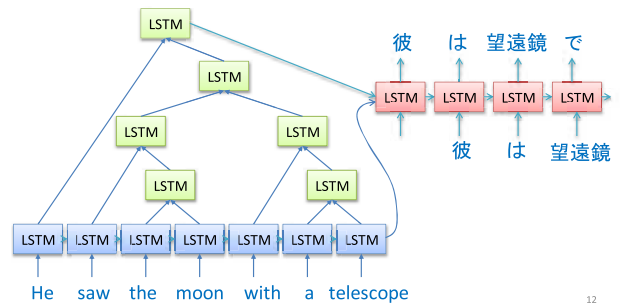 LSTM
彼 は 望遠鏡 で
LSTM
LSTM LSTM LSTM LSTM
LSTM LSTM
彼 は 望遠鏡
LSTM LSTM
LSTM LSTM LSTM LSTM LSTM LSTM LSTM
He saw the moon with a telescope
12